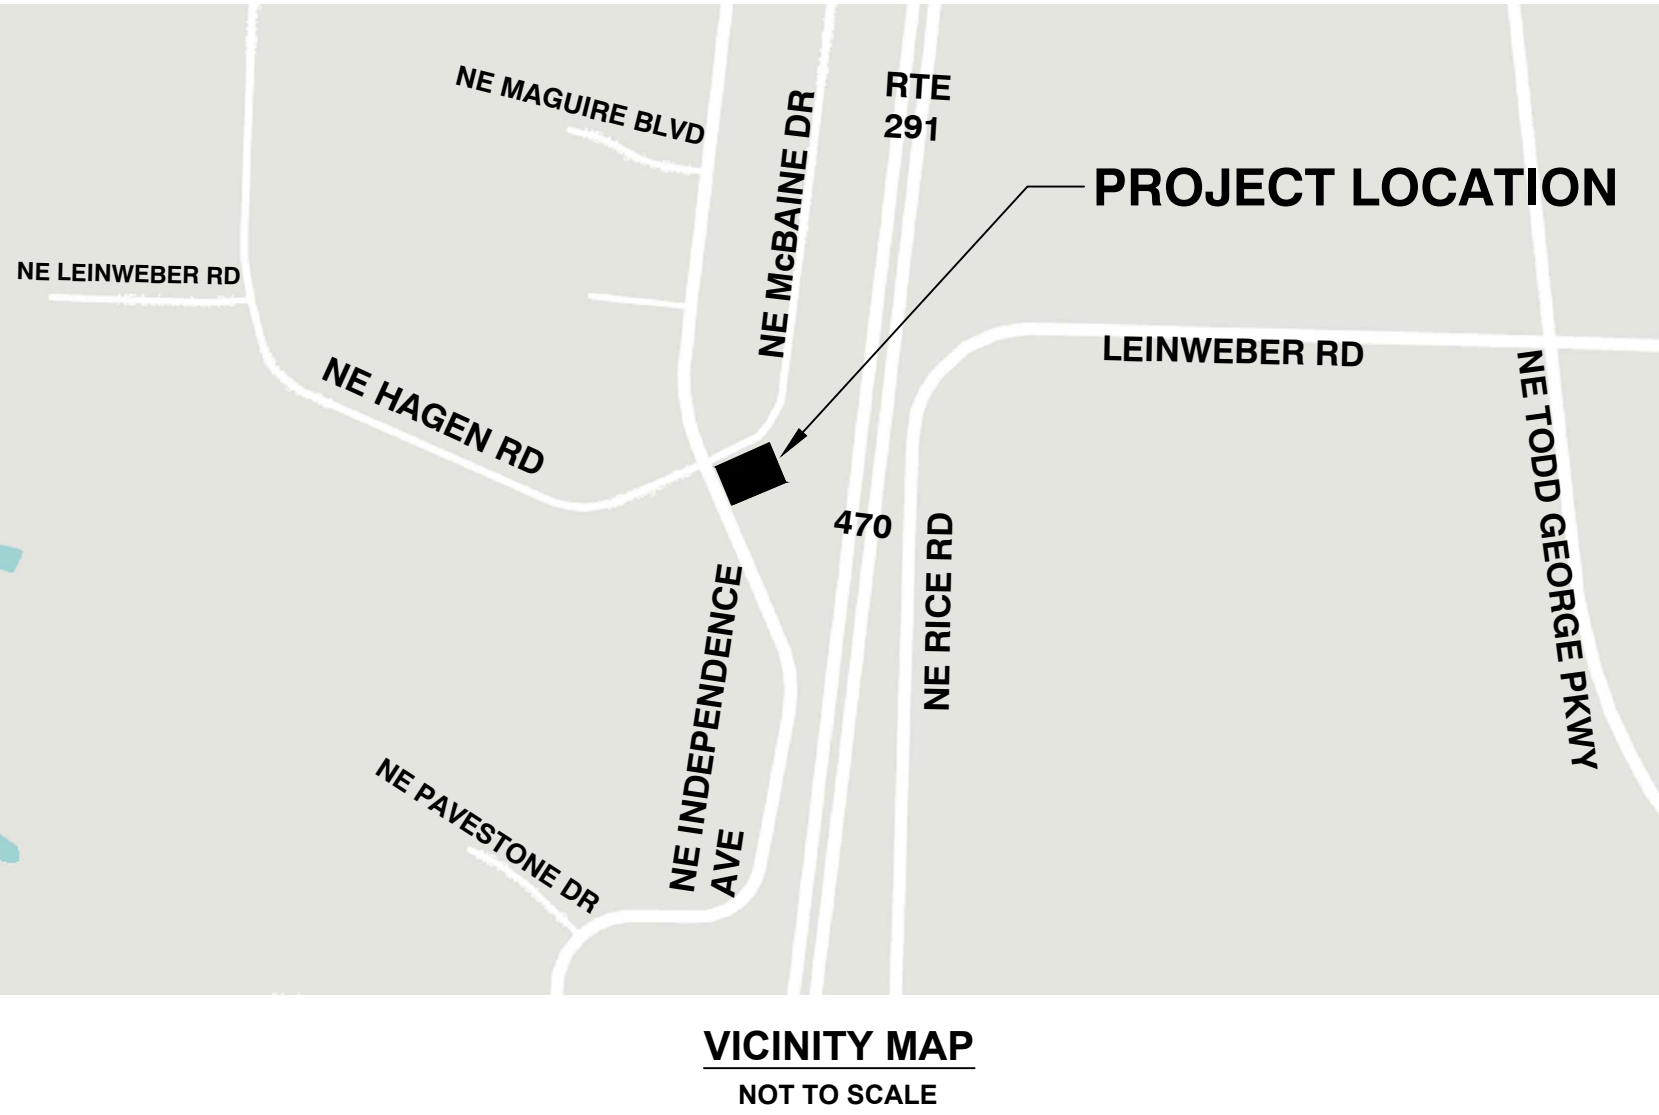 NE MAGUIRE BLVD
NE McBAINE DR
RTE
291
PROJECT LOCATION
NE LEINWEBER RD
NE HAGEN RD
LEINWEBER RD
NE TODD GEORGE PKWY
470
NE RICE RD
NE INDEPENDENCE
AVE
NE PAVESTONE DR
VICINITY MAP
NOT TO SCALE